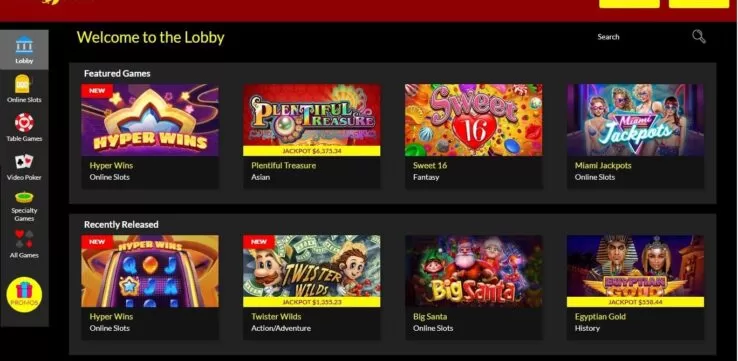 Welcome to the Lobby
Search
Lobby
Online Slots
Table Games
Video Poker
Specialty
Games
All Games
PROMOS
Featured Games
NEW
HYPER WINS
Hyper Wins
Online Slots
PLENTIFUL
TREASURE
JACKPOT $6,375.34
Plentiful Treasure
Asian
Sweet
16
Sweet 16
Fantasy
Miami
Jackpots
Miami Jackpots
Online Slots
Recently Released
NEW
HYPER WINS
Hyper Wins
Online Slots
NEW
TWISTER
WILDS
JACKPOT $1,355.23
Twister Wilds
Action/Adventure
Big Santa
Big Santa
Online Slots
EGYPTIAN
GOLD
JACKPOT $558.44
Egyptian Gold
History